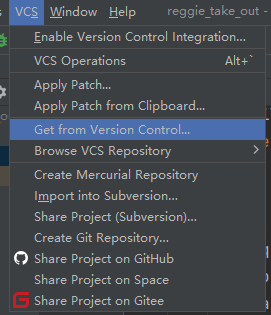 VCS Window Help reggie_take_out -
Enable Version Control Integration...
VCS Operations Alt+`
Apply Patch...
Apply Patch from Clipboard...
Get from Version Control...
Browse VCS Repository
Create Mercurial Repository
Import into Subversion...
Share Project (Subversion)...
Create Git Repository...
Share Project on GitHub
Share Project on Space
Share Project on Gitee